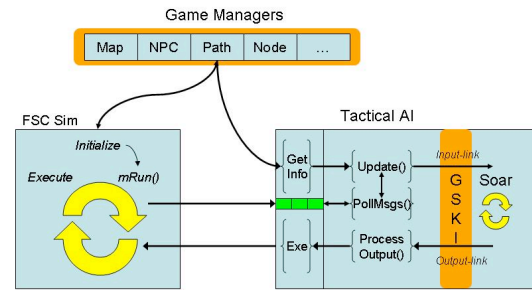 Game Managers
Map NPC Path Node ...
FSC Sim
Tactical AI
Initialize
Execute
mRun()
Get
Info
Update()
Input-link
PollMsgs()
Exe
Process
Output()
G
S
K
I
Soar
Output-link